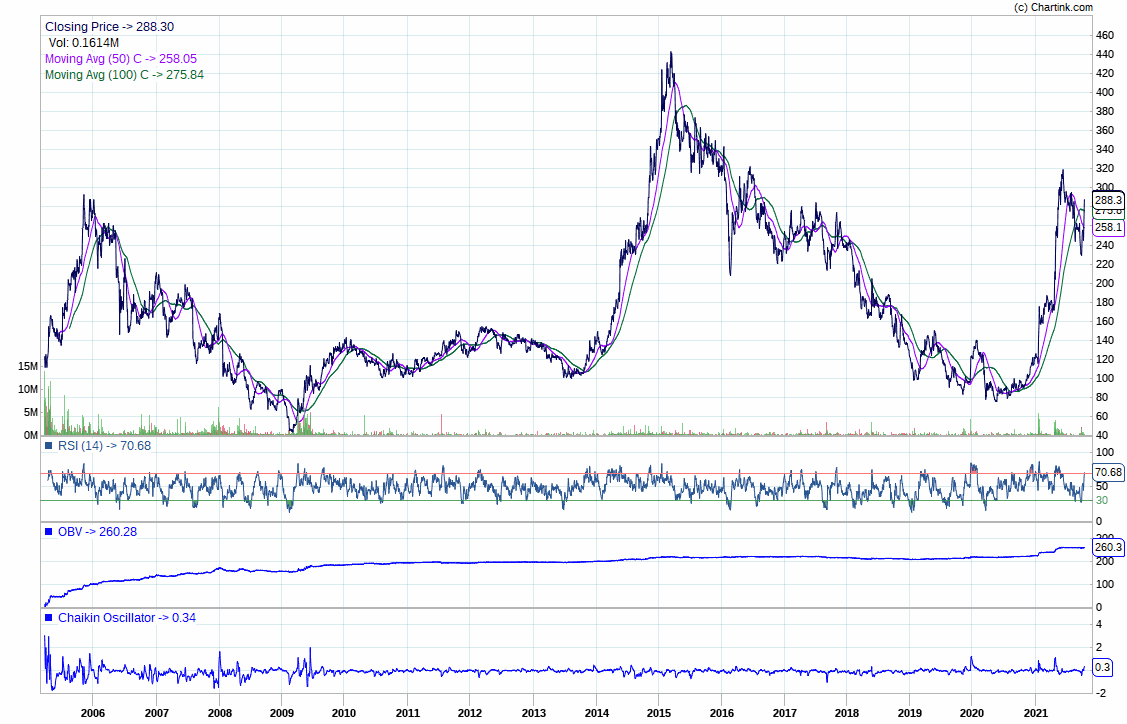 (c) Chartink.com
Closing Price -> 288.30
Vol: 0.1614M
Moving Avg (50) C -> 258.05
Moving Avg (100) C -> 275.84
460
440
420
400
380
360
340
320
300
288.3
275.8
258.1
240
220
200
180
160
140
120
100
80
60
40
15M
10M
5M
0M
RSI (14) -> 70.68
100
70.68
50
30
0
OBV -> 260.28
300
260.3
200
100
0
Chaikin Oscillator -> 0.34
4
2
0.3
-2
2006 2007 2008 2009 2010 2011 2012 2013 2014 2015 2016 2017 2018 2019 2020 2021